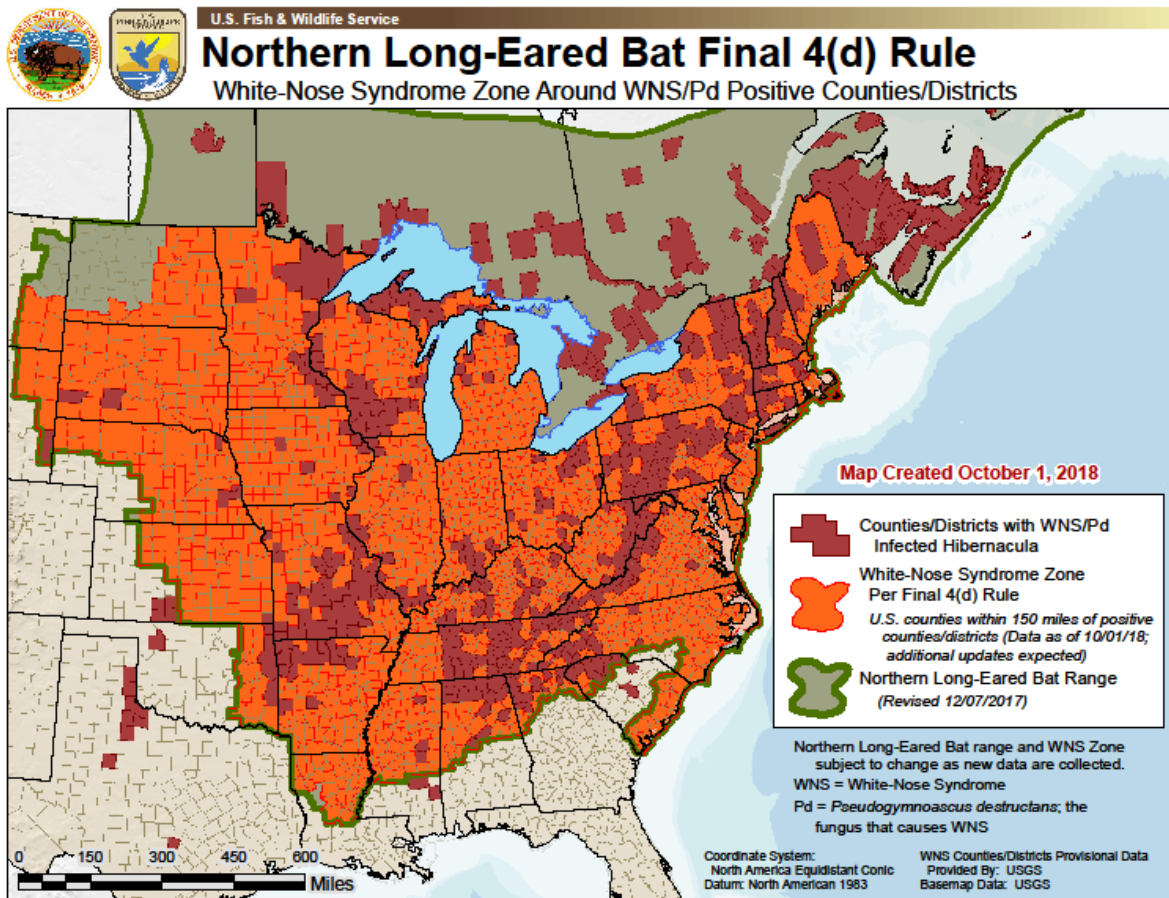 U.S. Fish & Wildlife Service
Northern Long-Eared Bat Final 4(d) Rule
White-Nose Syndrome Zone Around WNS/Pd Positive Counties/Districts
Map Created October 1, 2018
Counties/Districts with WNS/Pd
Infected Hibernacula
White-Nose Syndrome Zone
Per Final 4(d) Rule
U.S. counties within 150 miles of positive
counties/districts (Data as of 10/01/18;
additional updates expected)
Northern Long-Eared Bat Range
(Revised 12/07/2017)
Northern Long-Eared Bat range and WNS Zone
subject to change as new data are collected.
WNS = White-Nose Syndrome
Pd = Pseudogymnoascus destructans; the
fungus that causes WNS
0 150 300 450 600
Miles
Coordinate System:
North America Equidistant Conic
Datum: North American 1983
WNS Counties/Districts Provisional Data
Provided By: USGS
Basemap Data: USGS